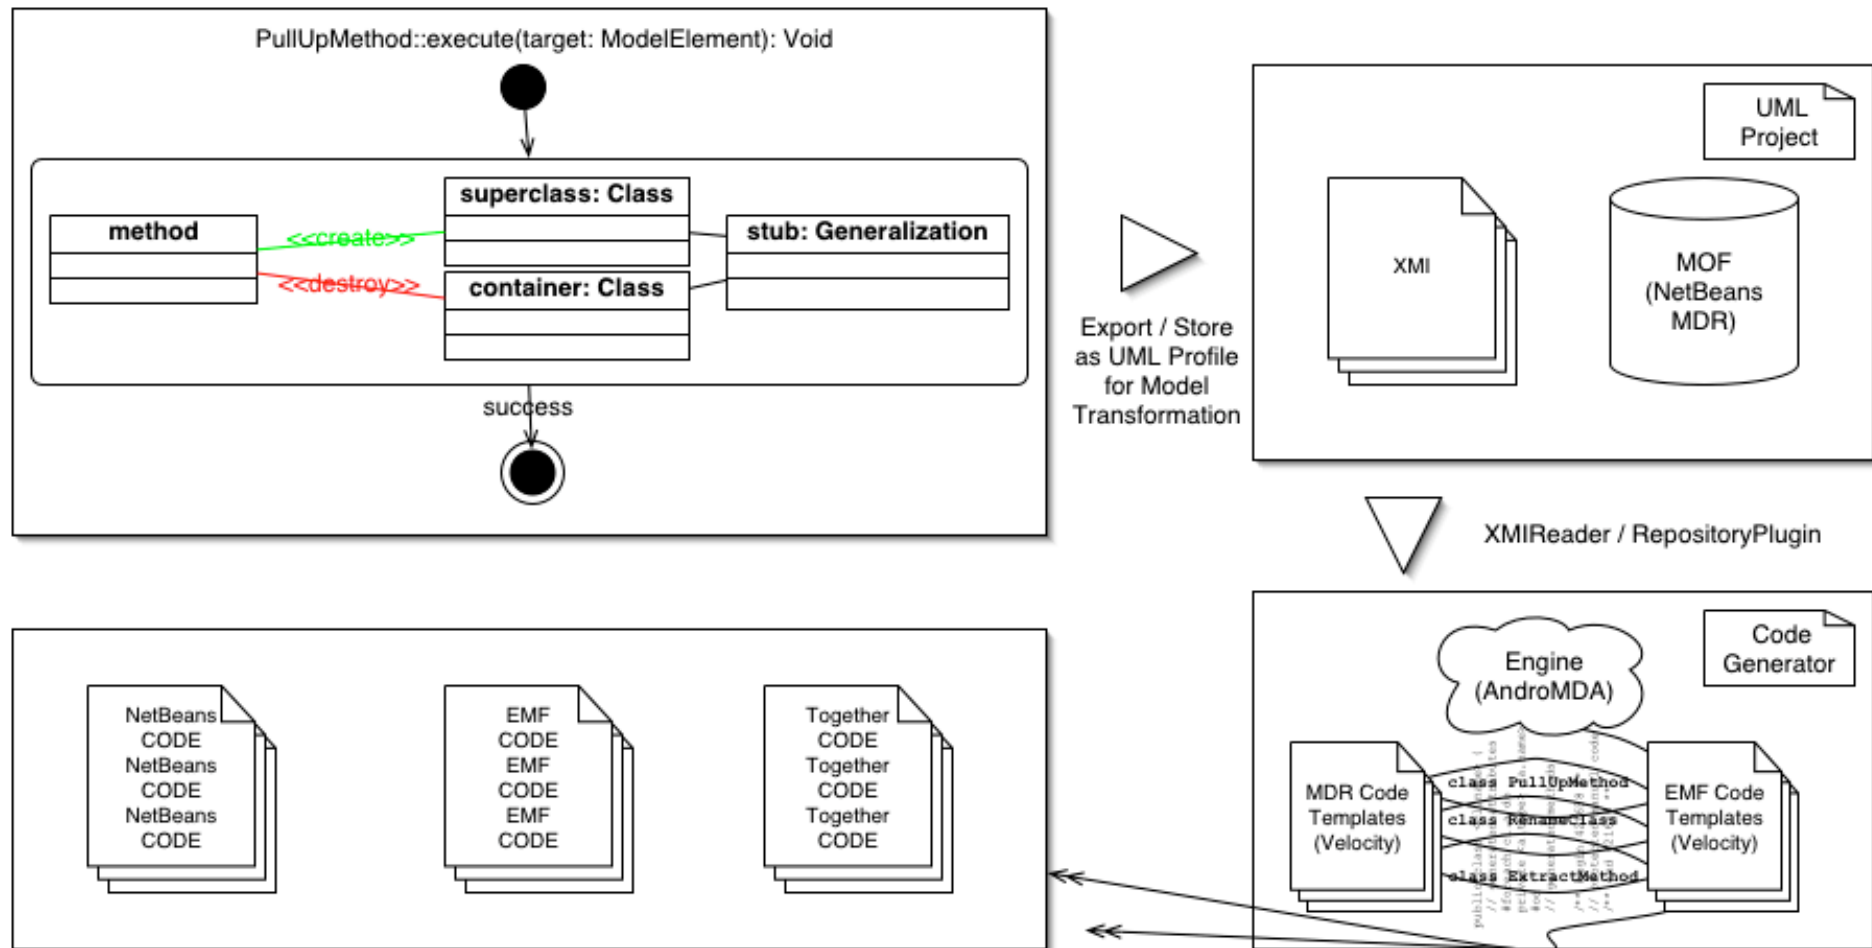 PullUpMethod::execute(target: ModelElement): Void
method
<<create>>
<<destroy>>
superclass: Class
container: Class
stub: Generalization
success
Export / Store
as UML Profile
for Model
Transformation
UML
Project
XMI
MOF
(NetBeans
MDR)
XMIReader / RepositoryPlugin
NetBeans
CODE
NetBeans
CODE
NetBeans
CODE
EMF
CODE
EMF
CODE
EMF
CODE
Together
CODE
Together
CODE
Together
CODE
Code
Generator
Engine
(AndroMDA)
MDR Code
Templates
(Velocity)
class PullUpMethod
class RenameClass
class ExtractMethod
EMF Code
Templates
(Velocity)